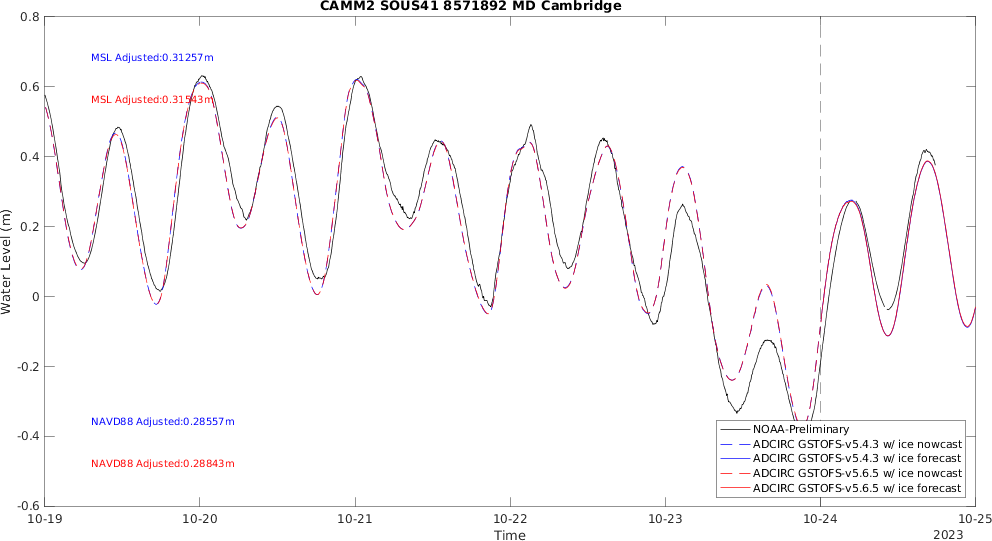 CAMM2 SOUS41 8571892 MD Cambridge
0.8
0.6
0.4
0.2
0
-0.2
-0.4
-0.6
Water Level (m)
MSL Adjusted:0.31257m
MSL Adjusted:0.31543m
NAVD88 Adjusted:0.28557m
NAVD88 Adjusted:0.28843m
NOAA-Preliminary
ADCIRC GSTOFS-v5.4.3 w/ ice nowcast
ADCIRC GSTOFS-v5.4.3 w/ ice forecast
ADCIRC GSTOFS-v5.6.5 w/ ice nowcast
ADCIRC GSTOFS-v5.6.5 w/ ice forecast
10-19 10-20 10-21 10-22 10-23 10-24 10-25
Time
2023